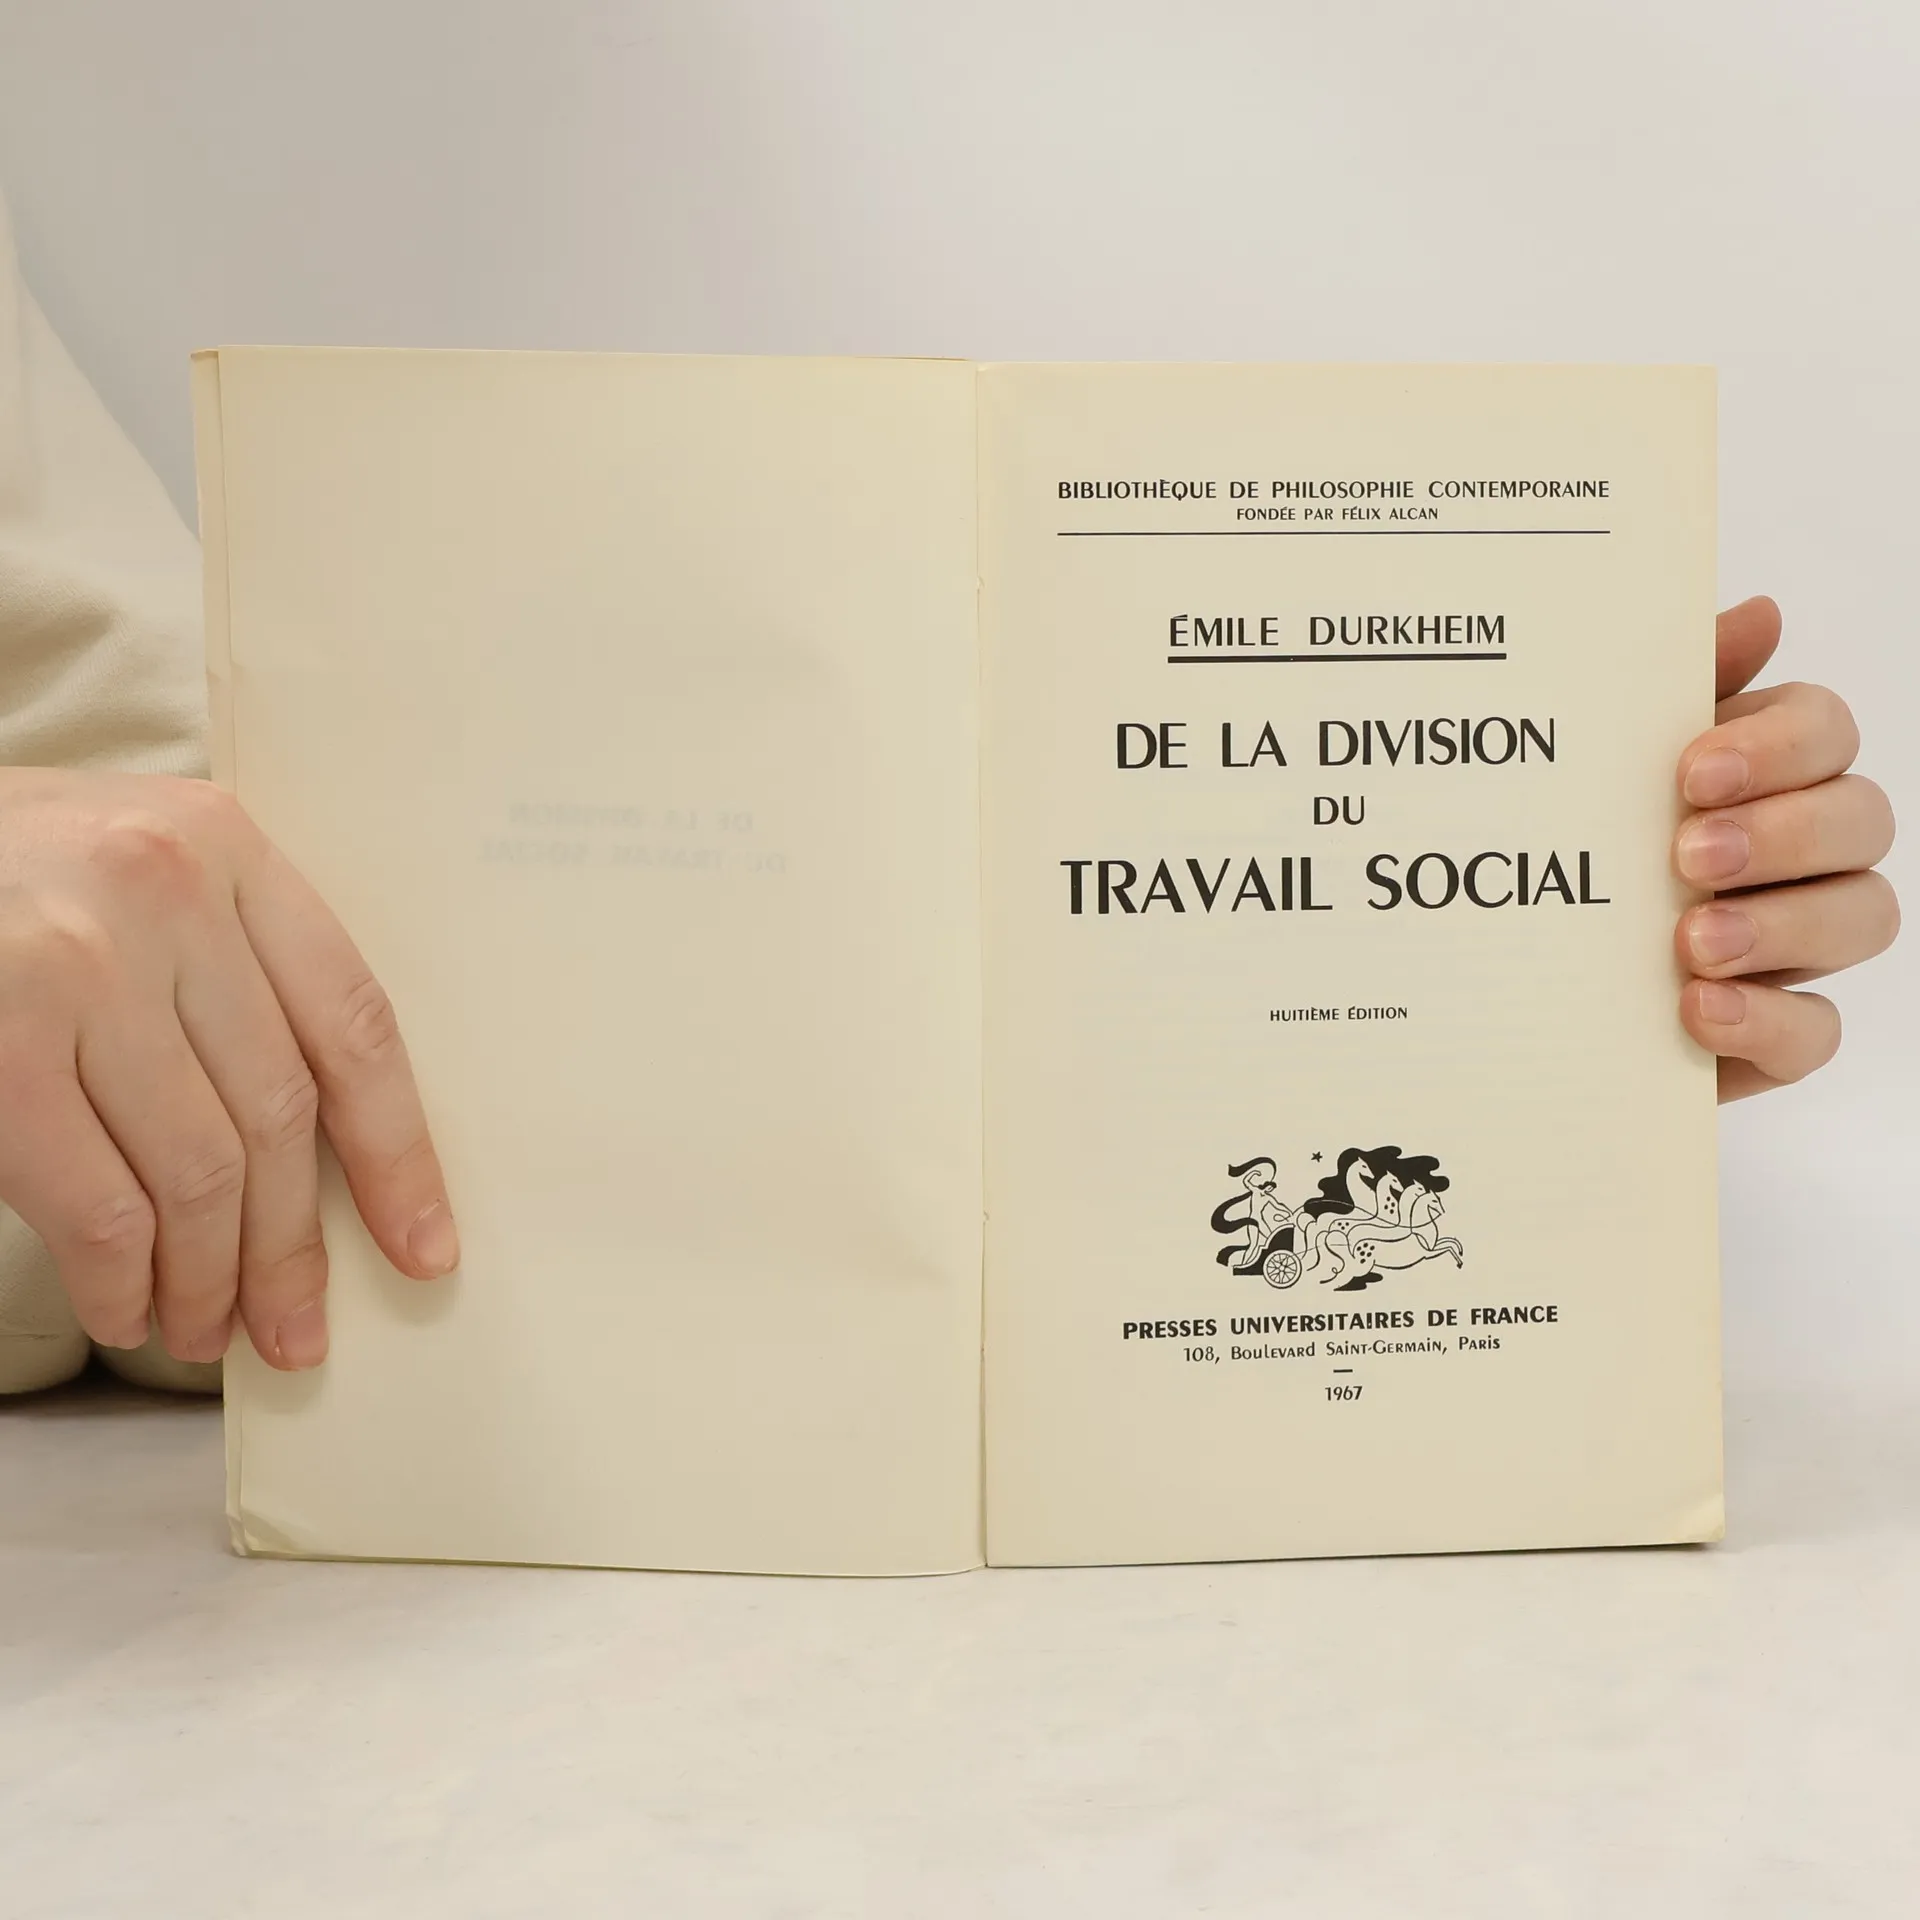 BIBLIOTHÈQUE DE PHILOSOPHIE CONTEMPORAINE
FONDÉE PAR FÉLIX ALCAN
ÉMILE DURKHEIM
DE LA DIVISION
DU
TRAVAIL SOCIAL
HUITIÈME ÉDITION
PRESSES UNIVERSITAIRES DE FRANCE
108, Boulevard Saint-Germain, Paris
1967